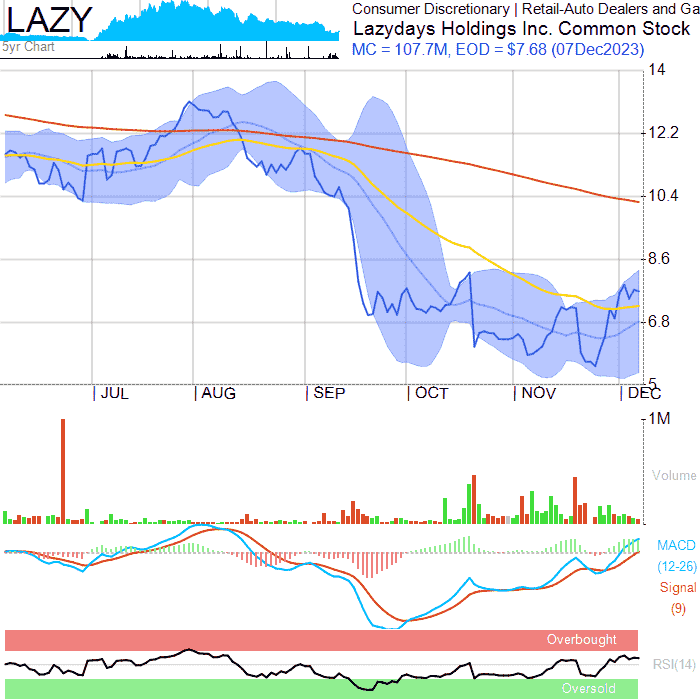 LAZY
Consumer Discretionary | Retail-Auto Dealers and Ga
Lazydays Holdings Inc. Common Stock
5yr Chart
MC = 107.7M, EOD = $7.68 (07Dec2023)
14
12.2
10.4
8.6
6.8
5
JUL
AUG
SEP
OCT
NOV
DEC
1M
Volume
MACD
(12-26)
Signal
(9)
Overbought
RSI(14)
Oversold